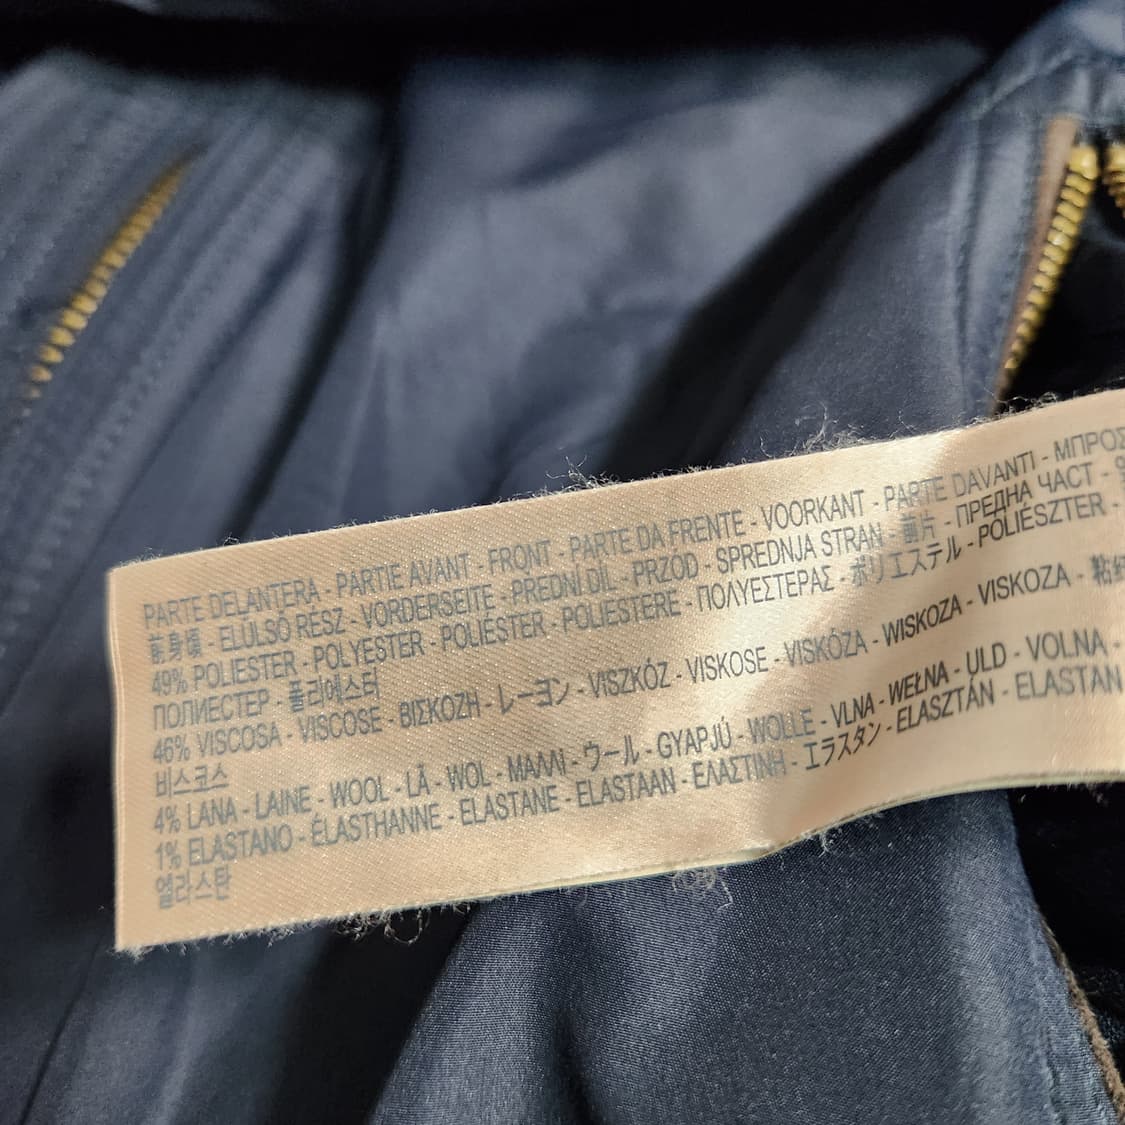 PARTE DELANTERA - PARTIE AVANT - FRONT - PARTE DA FRENTE - VOORKANT - PARTE DAVANTI - ΜΠΡΟΣ
前身頃 - ELÜLSŐ RÉSZ - VORDERSEITE - PŘEDNÍ DÍL - PRZÓD - SPREDNJA STRAN - 前片 - ПРЕДНА ЧАСТ -
49% POLIESTER - POLYESTER - POLIÉSTER - POLIESTERE - ΠΟΛΥΕΣΤΕΡΑΣ - ポリエステル - POLIÉSZTER -
ПОЛИЕСТЕР - 폴리에스터
46% VISCOSA - VISCOSE - ΒΙΣΚΟΖΗ - レーヨン - VISZKÓZ - VISKOSE - VISKÓZA - WISKOZA - VISKOZA - 粘纤
비스코스
4% LANA - LAINE - WOOL - LÃ - WOL - ΜΑΛΛΙ - ウール - GYAPJÚ - WOLLE - VLNA - WEŁNA - ULD - VOLNA -
1% ELASTANO - ÉLASTHANNE - ELASTANE - ELASTAAN - ΕΛΑΣΤΙΝΗ - エラスタン - ELASZTÁN - ELASTAN
엘라스탄